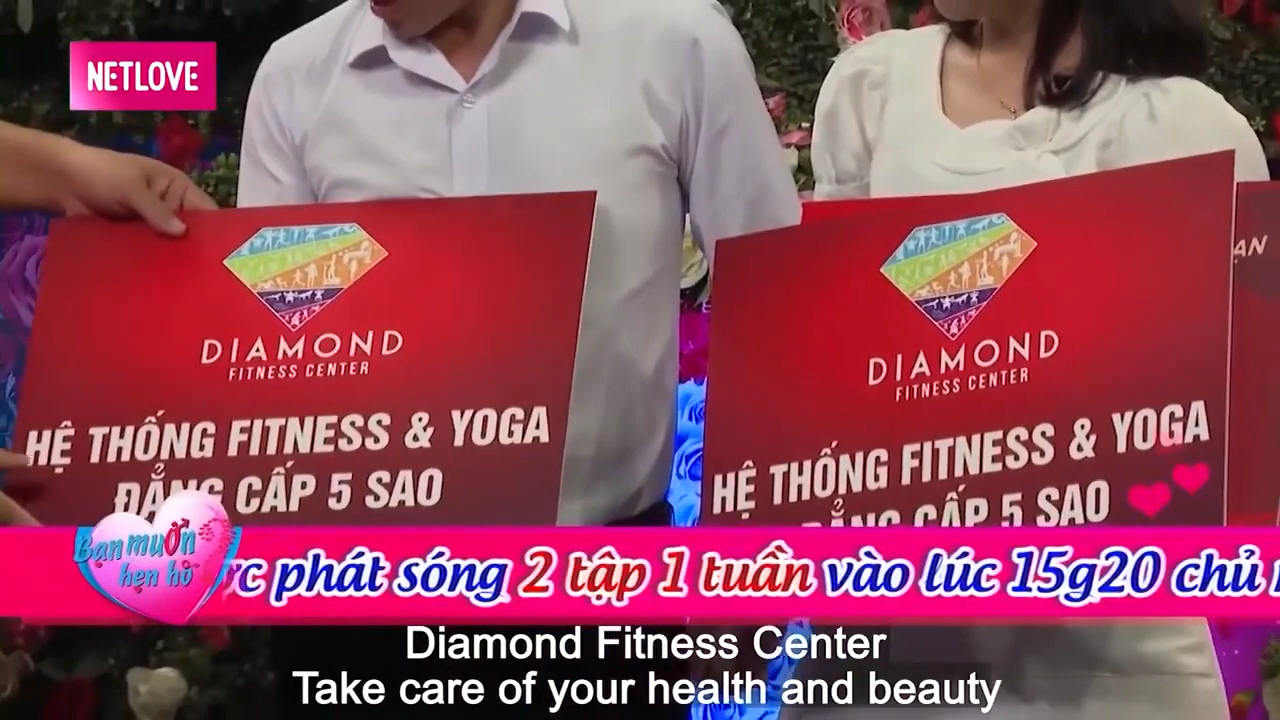 NETLOVE
DIAMOND
FITNESS CENTER
HỆ THỐNG FITNESS & YOGA
ĐẲNG CẤP 5 SAO
DIAMOND
FITNESS CENTER
HỆ THỐNG FITNESS & YOGA
ĐẲNG CẤP 5 SAO
Bạn muốn
hẹn hò
phát sóng 2 tập 1 tuần vào lúc 15g20 chủ
Diamond Fitness Center
Take care of your health and beauty